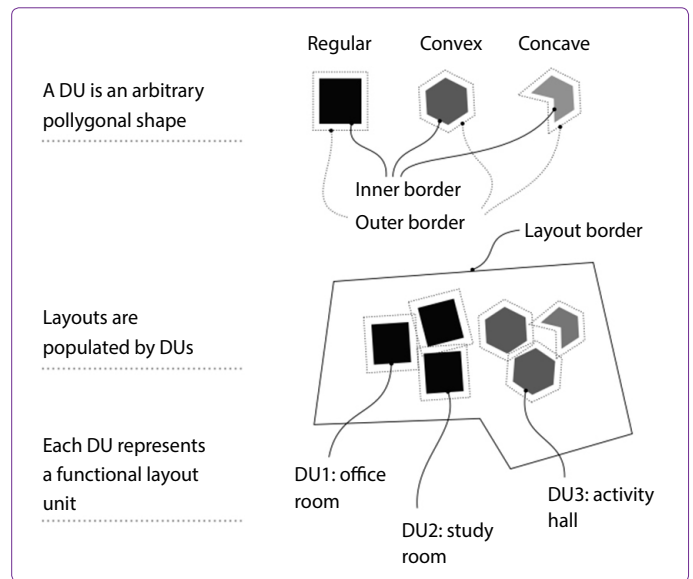 Regular Convex Concave
A DU is an arbitrary
pollygonal shape
Inner border
Outer border
Layout border
Layouts are
populated by DUs
Each DU represents
a functional layout
unit
DU1: office
room
DU2: study
room
DU3: activity
hall